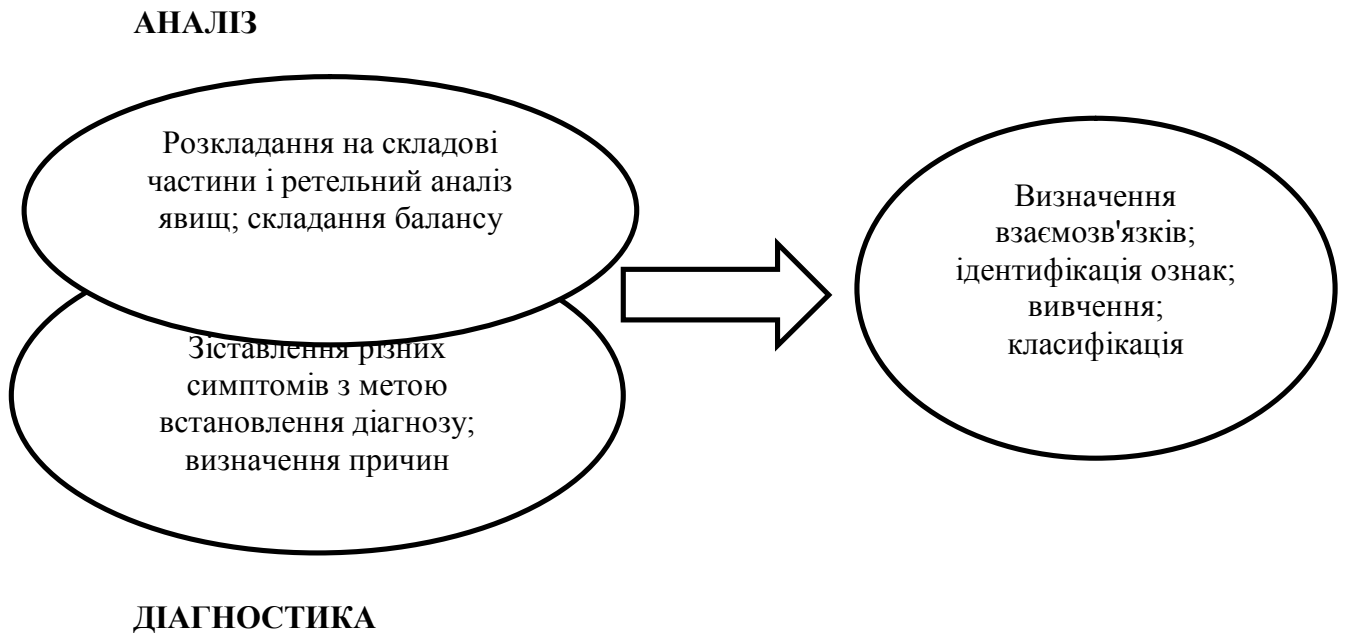 АНАЛІЗ
Розкладання на складові
частини і ретельний аналіз
явищ; складання балансу
Визначення
взаємозв'язків;
ідентифікація ознак;
вивчення;
класифікація
Зіставлення різних
симптомів з метою
встановлення діагнозу;
визначення причин
ДІАГНОСТИКА